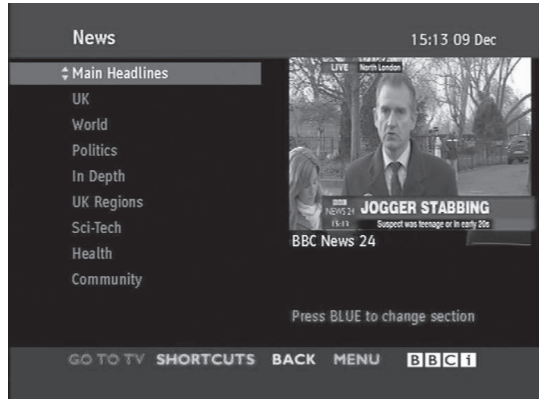 News
15:13 09 Dec
Main Headlines
UK
World
Politics
In Depth
UK Regions
Sci-Tech
Health
Community
LIVE North London
BBC
NEWS 24
15:13
JOGGER STABBING
Suspect was teenage or in early 20s
BBC News 24
Press BLUE to change section
GO TO TV SHORTCUTS BACK MENU BBCi